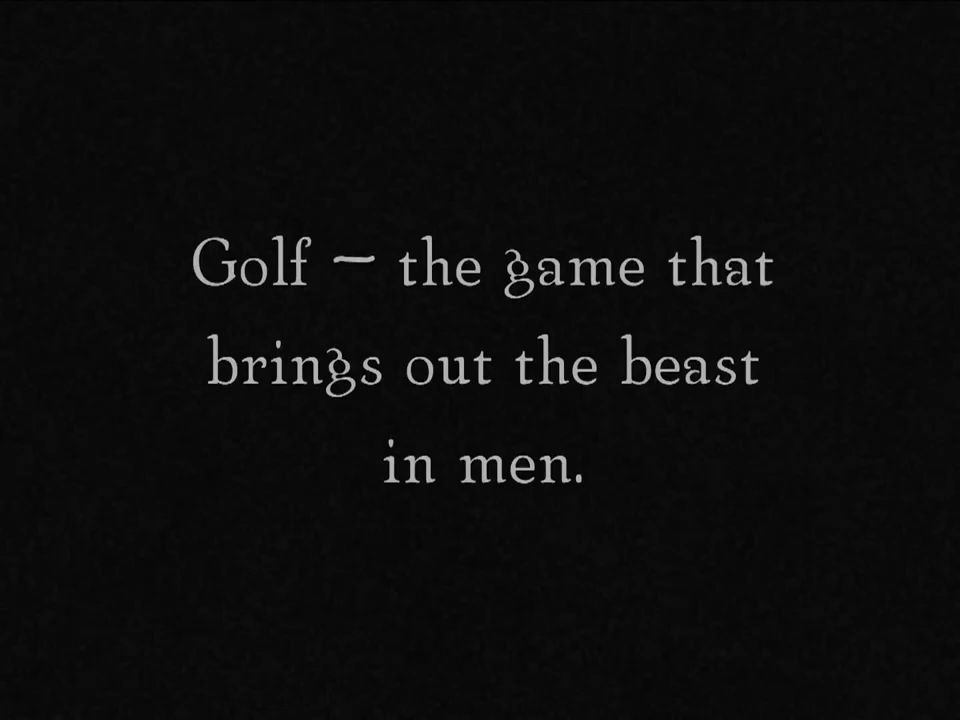 Golf — the game that
brings out the beast
in men.